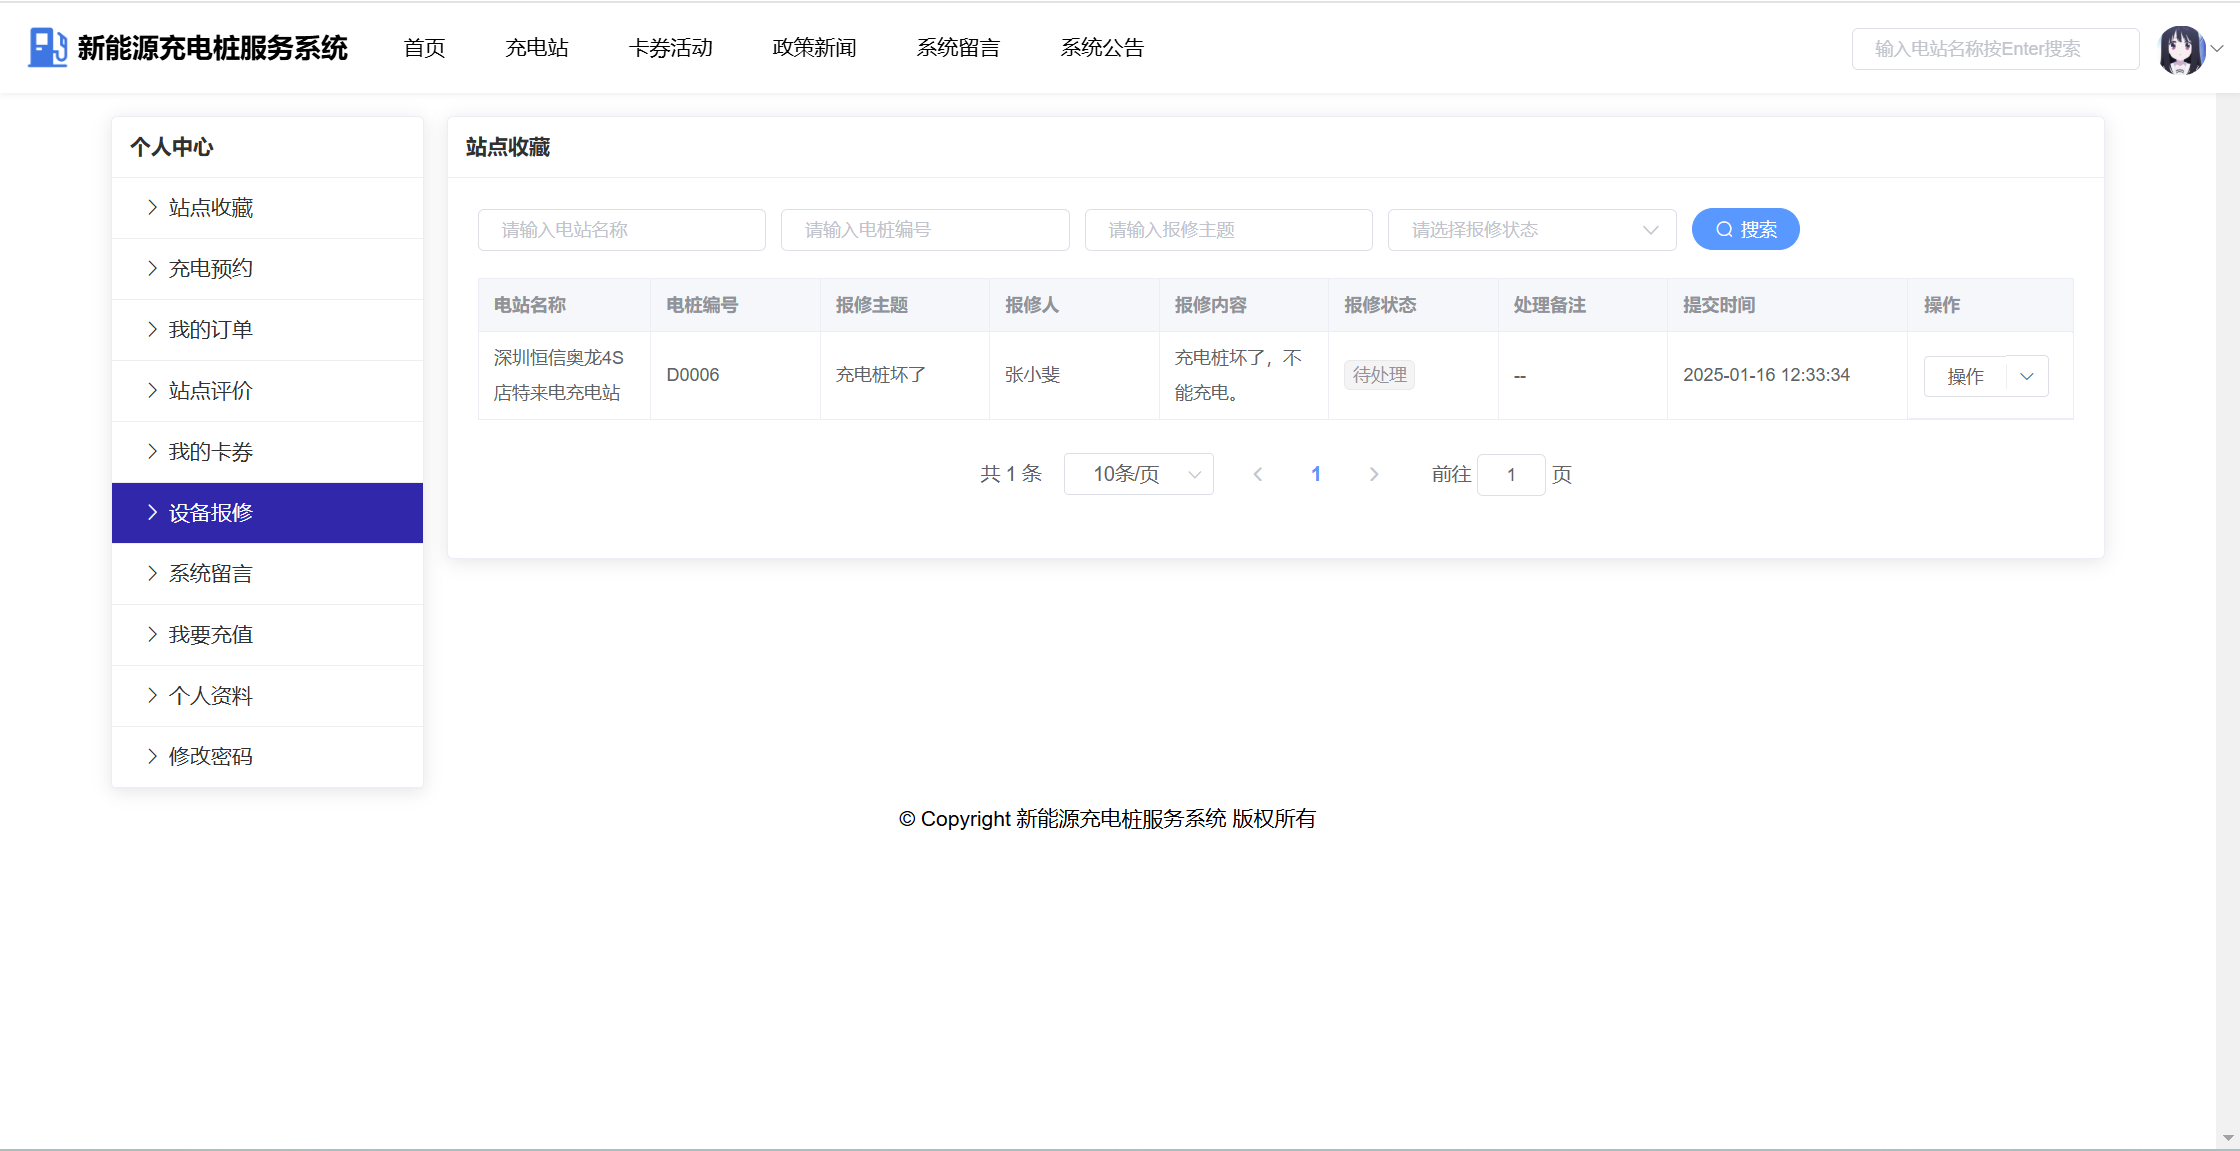 新能源充电桩服务系统 首页 充电站 卡券活动 政策新闻 系统留言 系统公告 输入电站名称按Enter搜索
个人中心
站点收藏
充电预约
我的订单
站点评价
我的卡券
设备报修
系统留言
我要充值
个人资料
修改密码
站点收藏
请输入电站名称 请输入电桩编号 请输入报修主题 请选择报修状态 搜索
电站名称 电桩编号 报修主题 报修人 报修内容 报修状态 处理备注 提交时间 操作
深圳恒信奥龙4S
店特来电充电站
D0006
充电桩坏了
张小斐
充电桩坏了，不
能充电。
待处理
--
2025-01-16 12:33:34
操作
共 1 条 10条/页 1 前往 1 页
© Copyright 新能源充电桩服务系统 版权所有